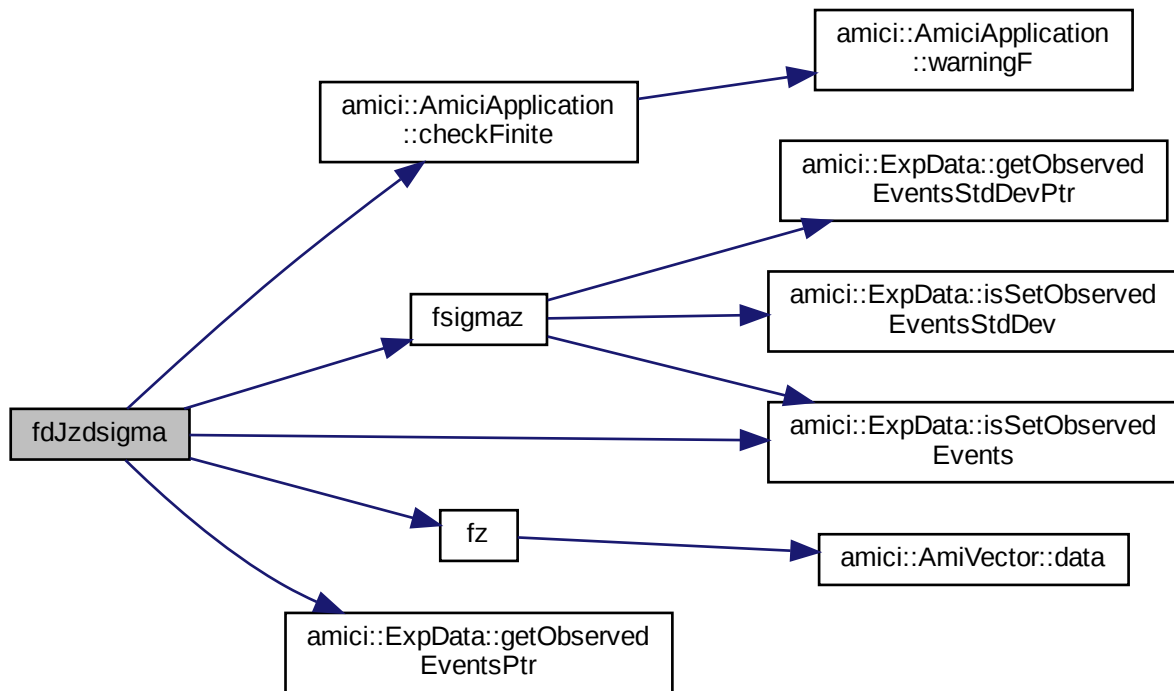 amici::AmiciApplication
::warningF
amici::AmiciApplication
::checkFinite
amici::ExpData::getObserved
EventsStdDevPtr
amici::ExpData::isSetObserved
EventsStdDev
fsigmaz
amici::ExpData::isSetObserved
Events
fdJzdsigma
fz
amici::AmiVector::data
amici::ExpData::getObserved
EventsPtr